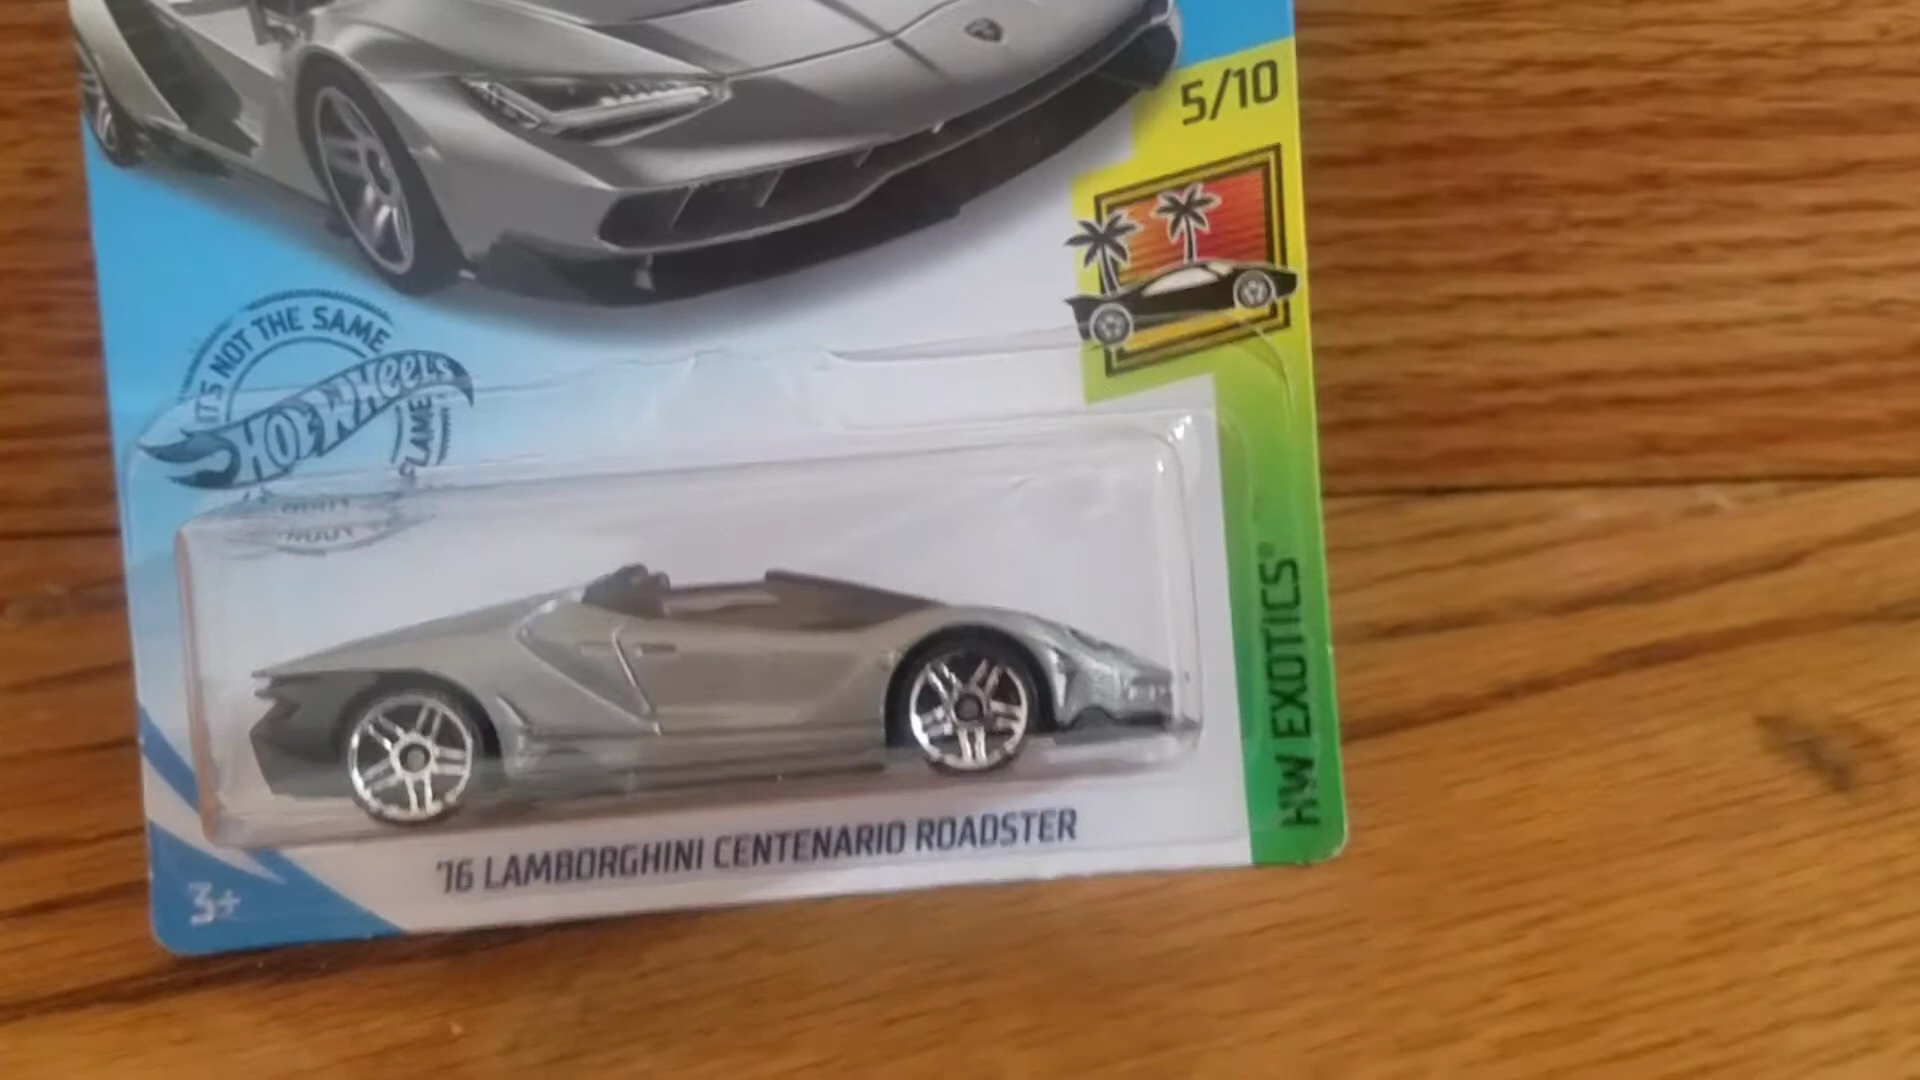 5/10
IT'S NOT THE SAME
HOT WHEELS
FLAME
HW EXOTICS®
'16 LAMBORGHINI CENTENARIO ROADSTER
3+